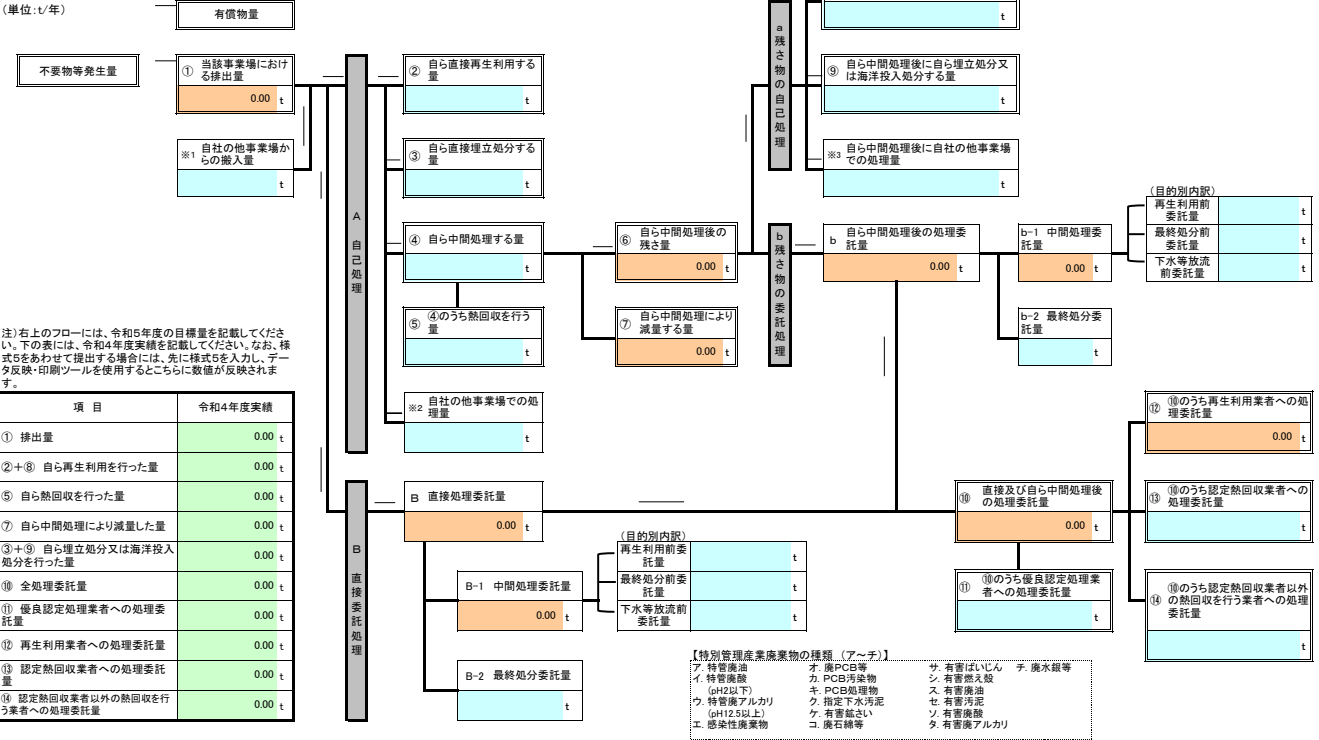 (単位:t/年)
有償物量
t
不要物等発生量
① 当該事業場におけ
る排出量
0.00 t
※1 自社の他事業場か
らの搬入量
t
A 自己処理
② 自ら直接再生利用する
量
t
③ 自ら直接埋立処分する
量
t
④ 自ら中間処理する量
t
⑤ ④のうち熱回収を行う
量
t
※2 自社の他事業場での処
理量
t
⑥ 自ら中間処理後の
残さ量
0.00 t
⑦ 自ら中間処理により
減量する量
0.00 t
a 残さ物の自己処理
⑨ 自ら中間処理後に自ら埋立処分又
は海洋投入処分する量
t
※3 自ら中間処理後に自社の他事業場
での処理量
t
b 残さ物の委託処理
b 自ら中間処理後の処理委
託量
0.00 t
b-1 中間処理委
託量
0.00 t
(目的別内訳)
再生利用前
委託量
t
最終処分前
委託量
t
下水等放流
前委託量
t
b-2 最終処分委
託量
t
注)右上のフローには、令和5年度の目標量を記載してくださ
い。下の表には、令和4年度実績を記載してください。なお、様
式5をあわせて提出する場合には、先に様式5を入力し、デー
タ反映・印刷ツールを使用するとこちらに数値が反映されま
す。
項 目 令和4年度実績
① 排出量 0.00 t
②+⑧ 自ら再生利用を行った量 0.00 t
⑤ 自ら熱回収を行った量 0.00 t
⑦ 自ら中間処理により減量した量 0.00 t
③+⑨ 自ら埋立処分又は海洋投入
処分を行った量 0.00 t
⑩ 全処理委託量 0.00 t
⑪ 優良認定処理業者への処理委
託量 0.00 t
⑫ 再生利用業者への処理委託量 0.00 t
⑬ 認定熱回収業者への処理委託
量 0.00 t
⑭ 認定熱回収業者以外の熱回収を行
う業者への処理委託量 0.00 t
B 直接委託処理
B 直接処理委託量
0.00 t
B-1 中間処理委託量
0.00 t
(目的別内訳)
再生利用前委
託量
t
最終処分前委
託量
t
下水等放流前
委託量
t
B-2 最終処分委託量
t
⑩ 直接及び自ら中間処理後
の処理委託量
0.00 t
⑪ ⑩のうち優良認定処理業
者への処理委託量
t
⑫ ⑩のうち再生利用業者への処
理委託量
0.00 t
⑬ ⑩のうち認定熱回収業者への
処理委託量
t
⑭ ⑩のうち認定熱回収業者以外
の熱回収を行う業者への処理
委託量
t
【特別管理産業廃棄物の種類 (ア~チ)】
ア. 特管廃油 オ. 廃PCB等 サ. 有害ばいじん チ. 廃水銀等
イ. 特管廃酸 カ. PCB汚染物 シ. 有害燃え殻
(pH2以下) キ. PCB処理物 ス. 有害廃油
ウ. 特管廃アルカリ ク. 指定下水汚泥 セ. 有害汚泥
(pH12.5以上) ケ. 有害鉱さい ソ. 有害廃酸
エ. 感染性廃棄物 コ. 廃石綿等 タ. 有害廃アルカリ